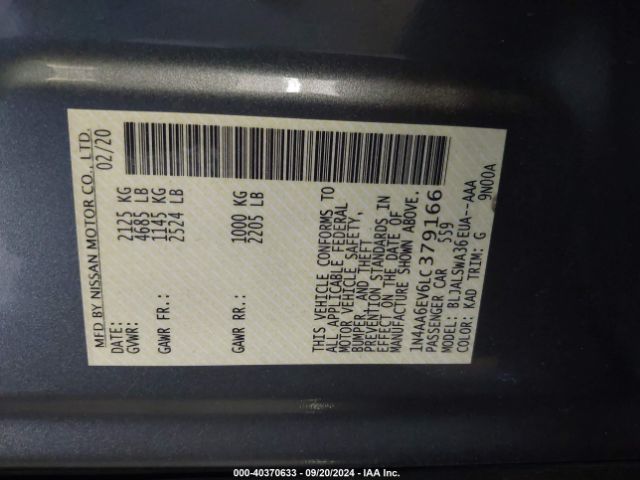 MFD BY NISSAN MOTOR CO., LTD.
DATE: 02/20
GVWR: 2125 KG
4685 LB
GAWR FR.: 1145 KG
2524 LB
GAWR RR.: 1000 KG
2205 LB
THIS VEHICLE CONFORMS TO
ALL APPLICABLE FEDERAL
MOTOR VEHICLE SAFETY,
BUMPER, AND THEFT
PREVENTION STANDARDS IN
EFFECT ON THE DATE OF
MANUFACTURE SHOWN ABOVE.
1N4AA6EV6LC379166
PASSENGER CAR 559
MODEL: BLJALSWA36EUA--AAA
COLOR: KAD TRIM: G 9N00A
000-40370633 - 09/20/2024 - IAAI.COM